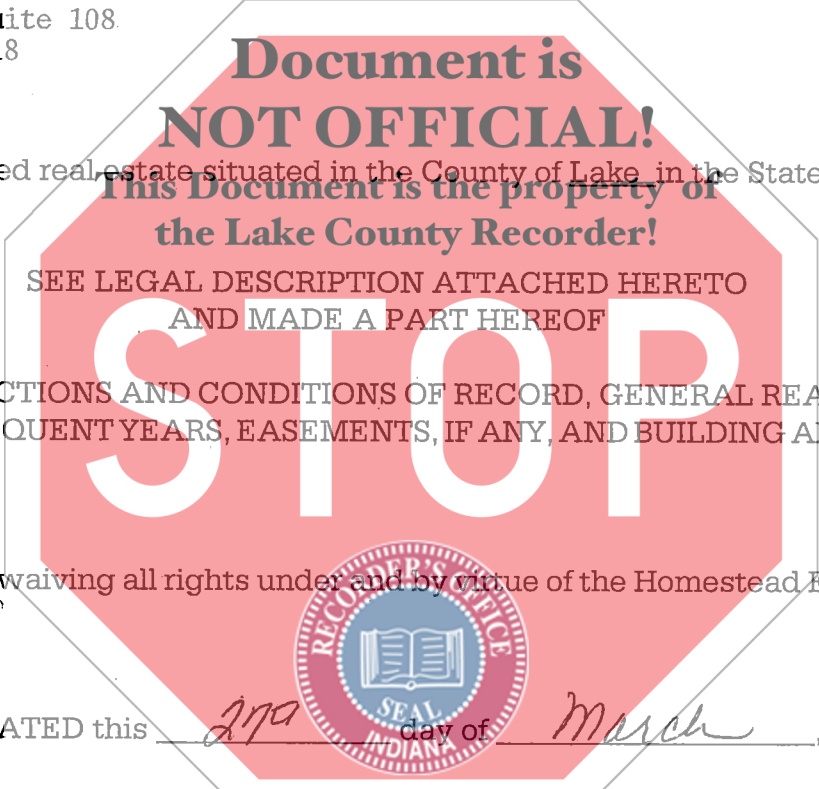 uite 108
8
Document is
NOT OFFICIAL!
ed real estate situated in the County of Lake in the State
This Document is the property of
the Lake County Recorder!
SEE LEGAL DESCRIPTION ATTACHED HERETO
AND MADE A PART HEREOF
STOP
CTIONS AND CONDITIONS OF RECORD, GENERAL REA
QUENT YEARS, EASEMENTS, IF ANY, AND BUILDING A
waiving all rights under and by virtue of the Homestead E
RECORDER'S OFFICE
SEAL
INDIANA
ATED this day of March